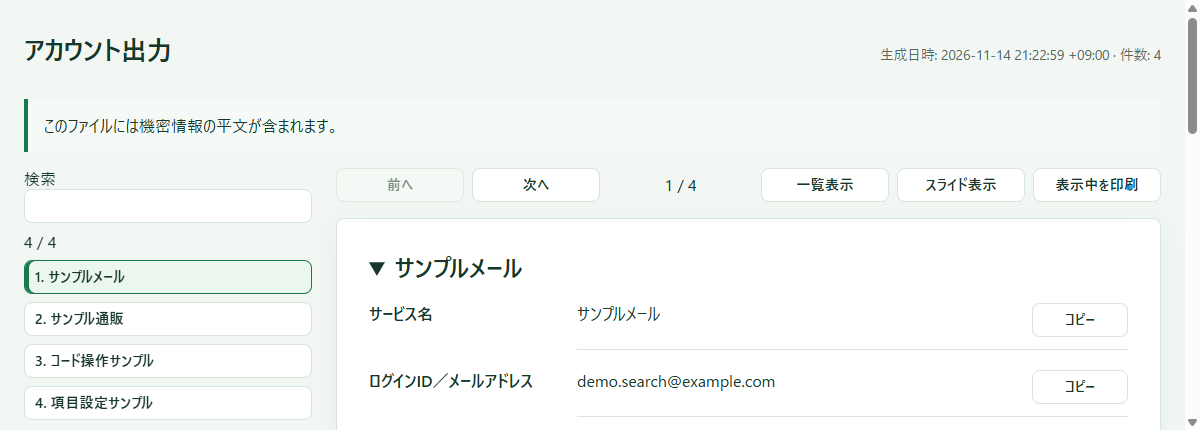 アカウント出力
生成日時: 2026-11-14 21:22:59 +09:00 · 件数: 4
このファイルには機密情報の平文が含まれます。
検索
4 / 4
1. サンプルメール
2. サンプル通販
3. コード操作サンプル
4. 項目設定サンプル
前へ
次へ
1 / 4
一覧表示
スライド表示
表示中を印刷
▼ サンプルメール
サービス名
サンプルメール
コピー
ログインID／メールアドレス
demo.search@example.com
コピー